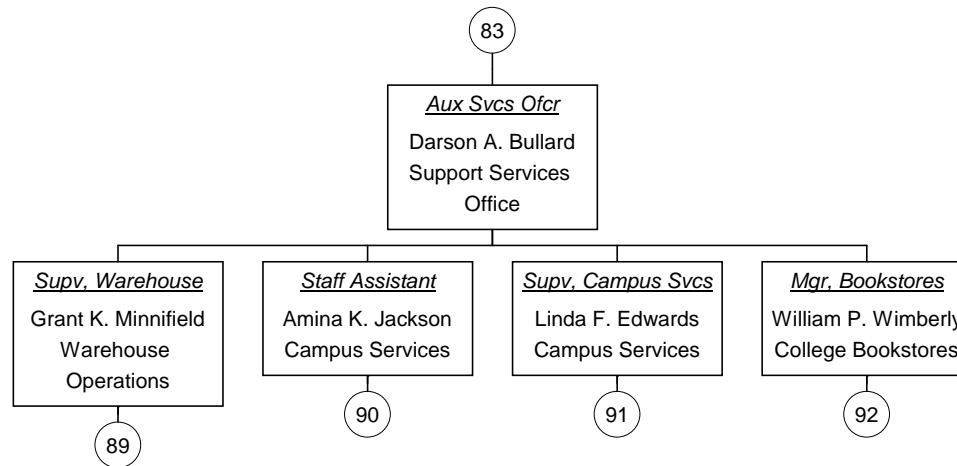 83
Aux Svcs Ofcr
Darson A. Bullard
Support Services
Office
Supv, Warehouse
Grant K. Minnifield
Warehouse
Operations
89
Staff Assistant
Amina K. Jackson
Campus Services
90
Supv, Campus Svcs
Linda F. Edwards
Campus Services
91
Mgr, Bookstores
William P. Wimberly
College Bookstores
92